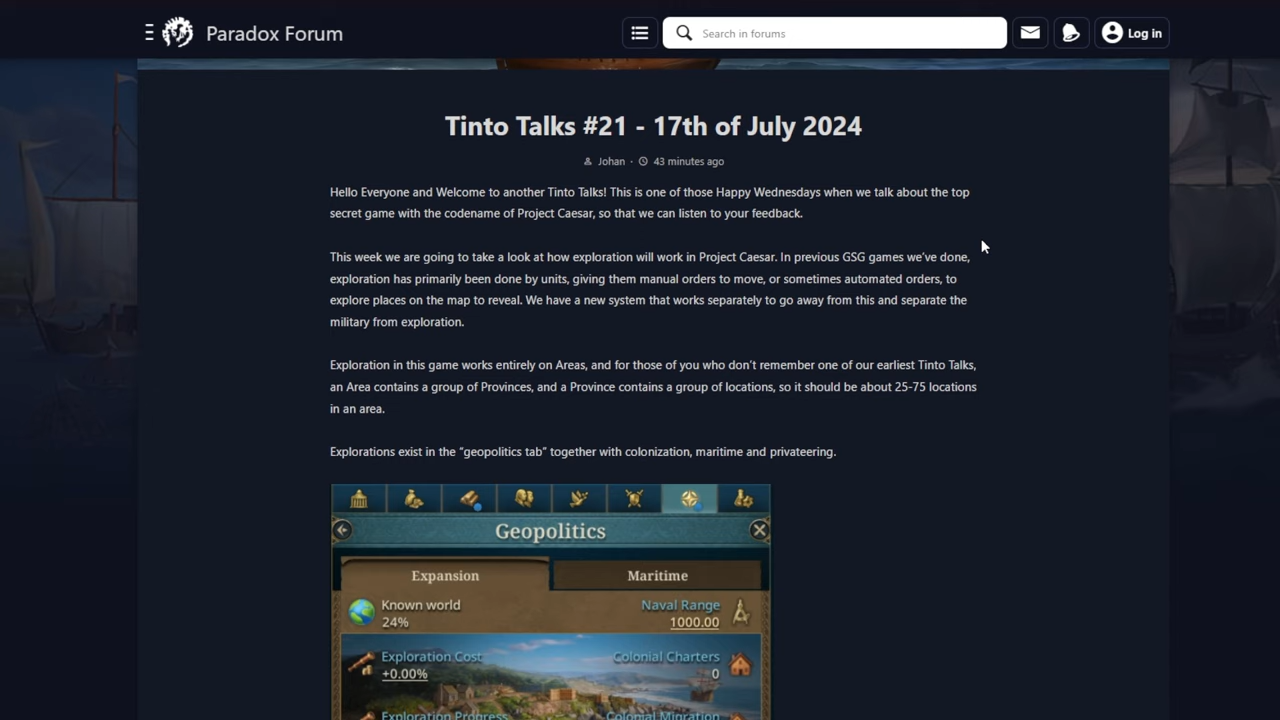 Paradox Forum
Search in forums
Log in
Tinto Talks #21 - 17th of July 2024
Johan · 43 minutes ago
Hello Everyone and Welcome to another Tinto Talks! This is one of those Happy Wednesdays when we talk about the top
secret game with the codename of Project Caesar, so that we can listen to your feedback.
This week we are going to take a look at how exploration will work in Project Caesar. In previous GSG games we've done,
exploration has primarily been done by units, giving them manual orders to move, or sometimes automated orders, to
explore places on the map to reveal. We have a new system that works separately to go away from this and separate the
military from exploration.
Exploration in this game works entirely on Areas, and for those of you who don't remember one of our earliest Tinto Talks,
an Area contains a group of Provinces, and a Province contains a group of locations, so it should be about 25-75 locations
in an area.
Explorations exist in the “geopolitics tab” together with colonization, maritime and privateering.
Geopolitics
Expansion
Maritime
Known world
Naval Range
24%
1000.00
Exploration Cost
Colonial Charters
+0.00%
0
Exploration Progress
Colonial Migration